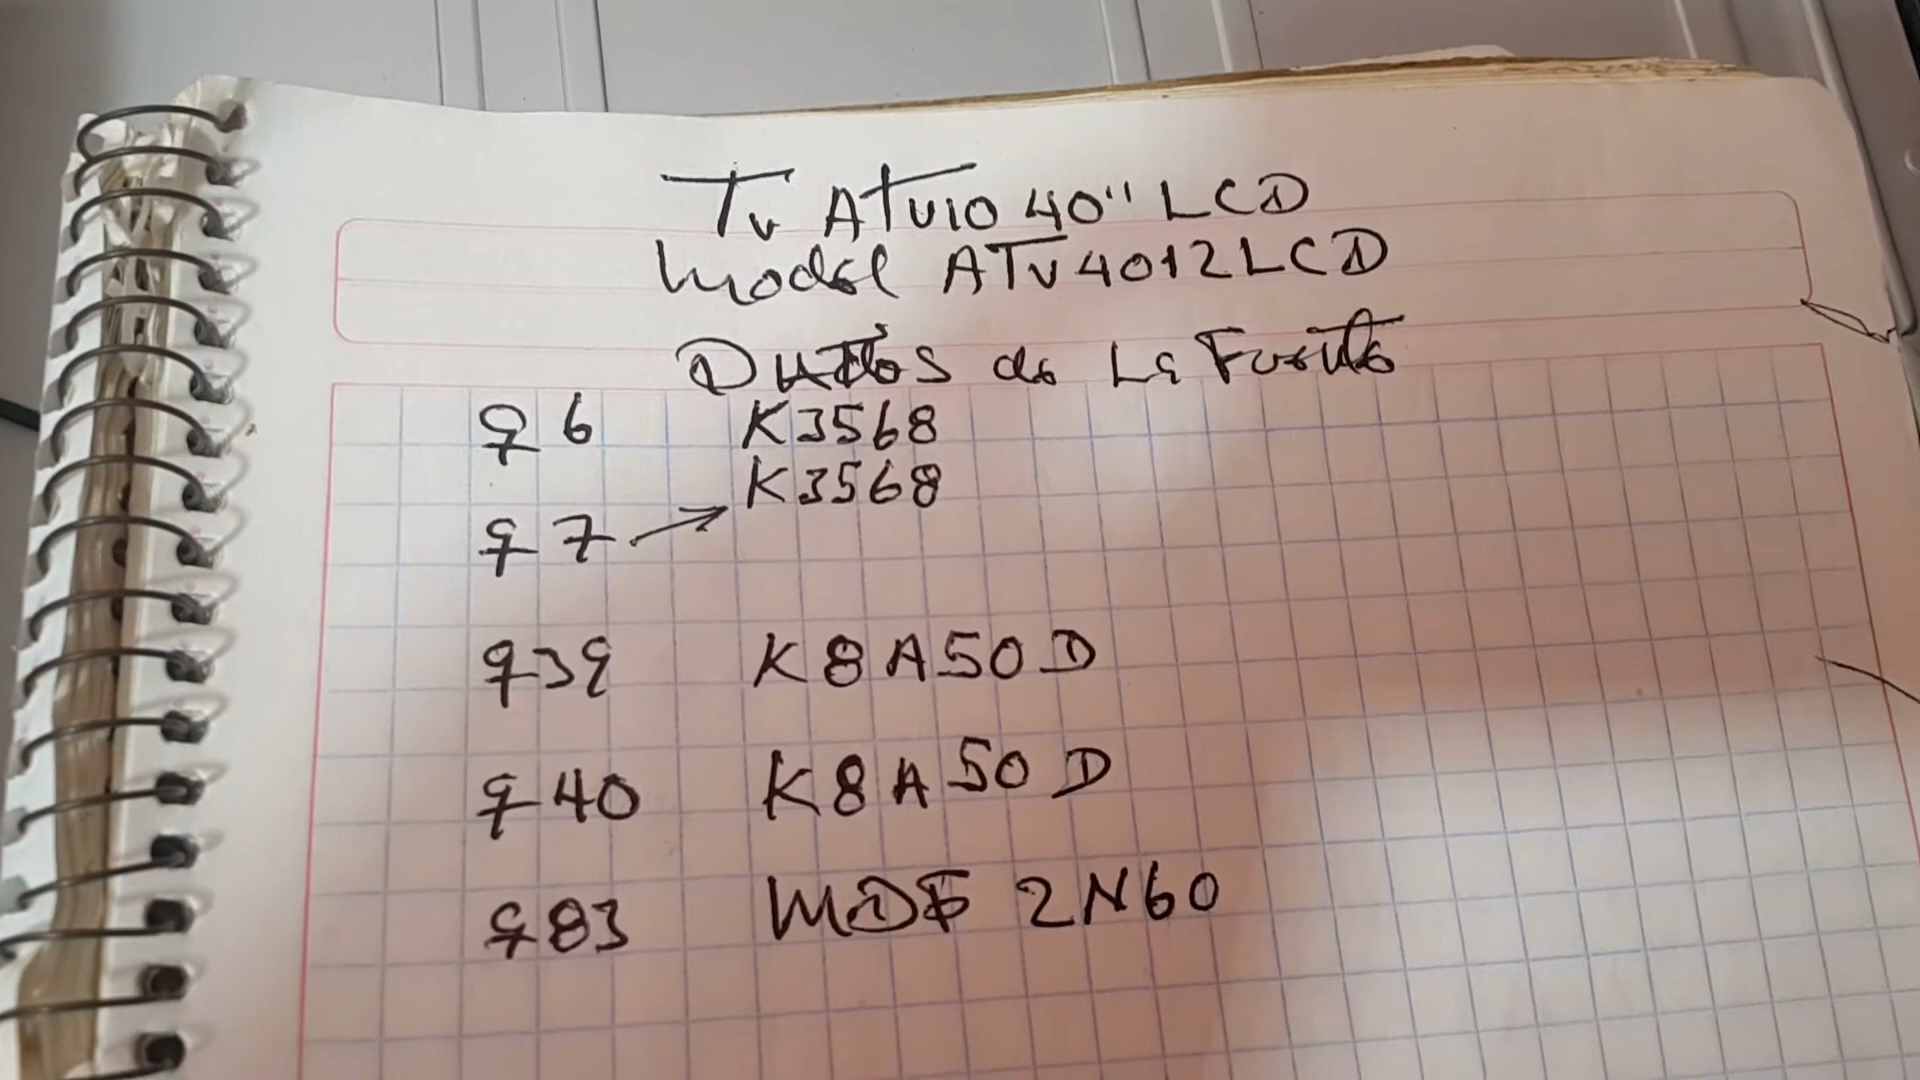 Tv ATVIO 40" LCD
Model ATV4012LCD
DATOS de La Fuente
Q6 K3568
K3568
Q7 →
Q39 K8A50D
Q40 K8A50D
Q83 MDF 2N60